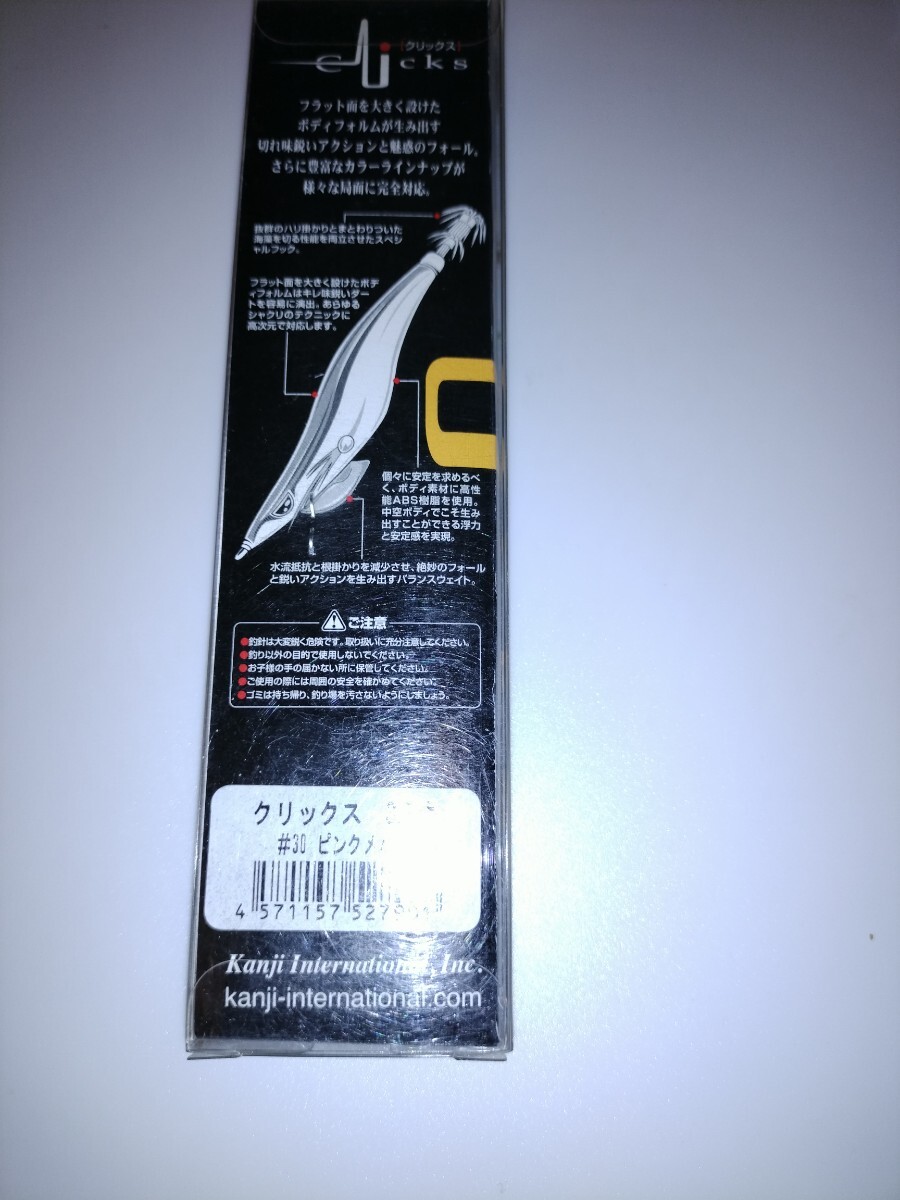 clicks
[クリックス]
フラット面を大きく設けた
ボディフォルムが生み出す
切れ味鋭いアクションと魅惑のフォール。
さらに豊富なカラーラインナップが
様々な局面に完全対応。
抜群のハリ掛かりとまとわりついた
海藻を切る性能を両立させたスペシ
ャルフック。
フラット面を大きく設けたボデ
ィフォルムはキレ味鋭いダー
トを容易に演出。あらゆる
シャクリのテクニックに
高次元で対応します。
個々に安定を求めるべ
く、ボディ素材に高性
能ABS樹脂を使用。
中空ボディでこそ生み
出すことができる浮力
と安定感を実現。
水流抵抗と根掛かりを減少させ、絶妙のフォール
と鋭いアクションを生み出すバランスウェイト。
ご注意
●釣針は大変鋭く危険です。取り扱いに充分注意してください。
●釣り以外の目的で使用しないでください。
●お子様の手の届かない所に保管してください。
●ご使用の際には周囲の安全を確かめてください。
●ゴミは持ち帰り、釣り場を汚さないようにしましょう。
クリックス
#30 ピンクメ
4 571157 527
Kanji International, Inc.
kanji-international.com